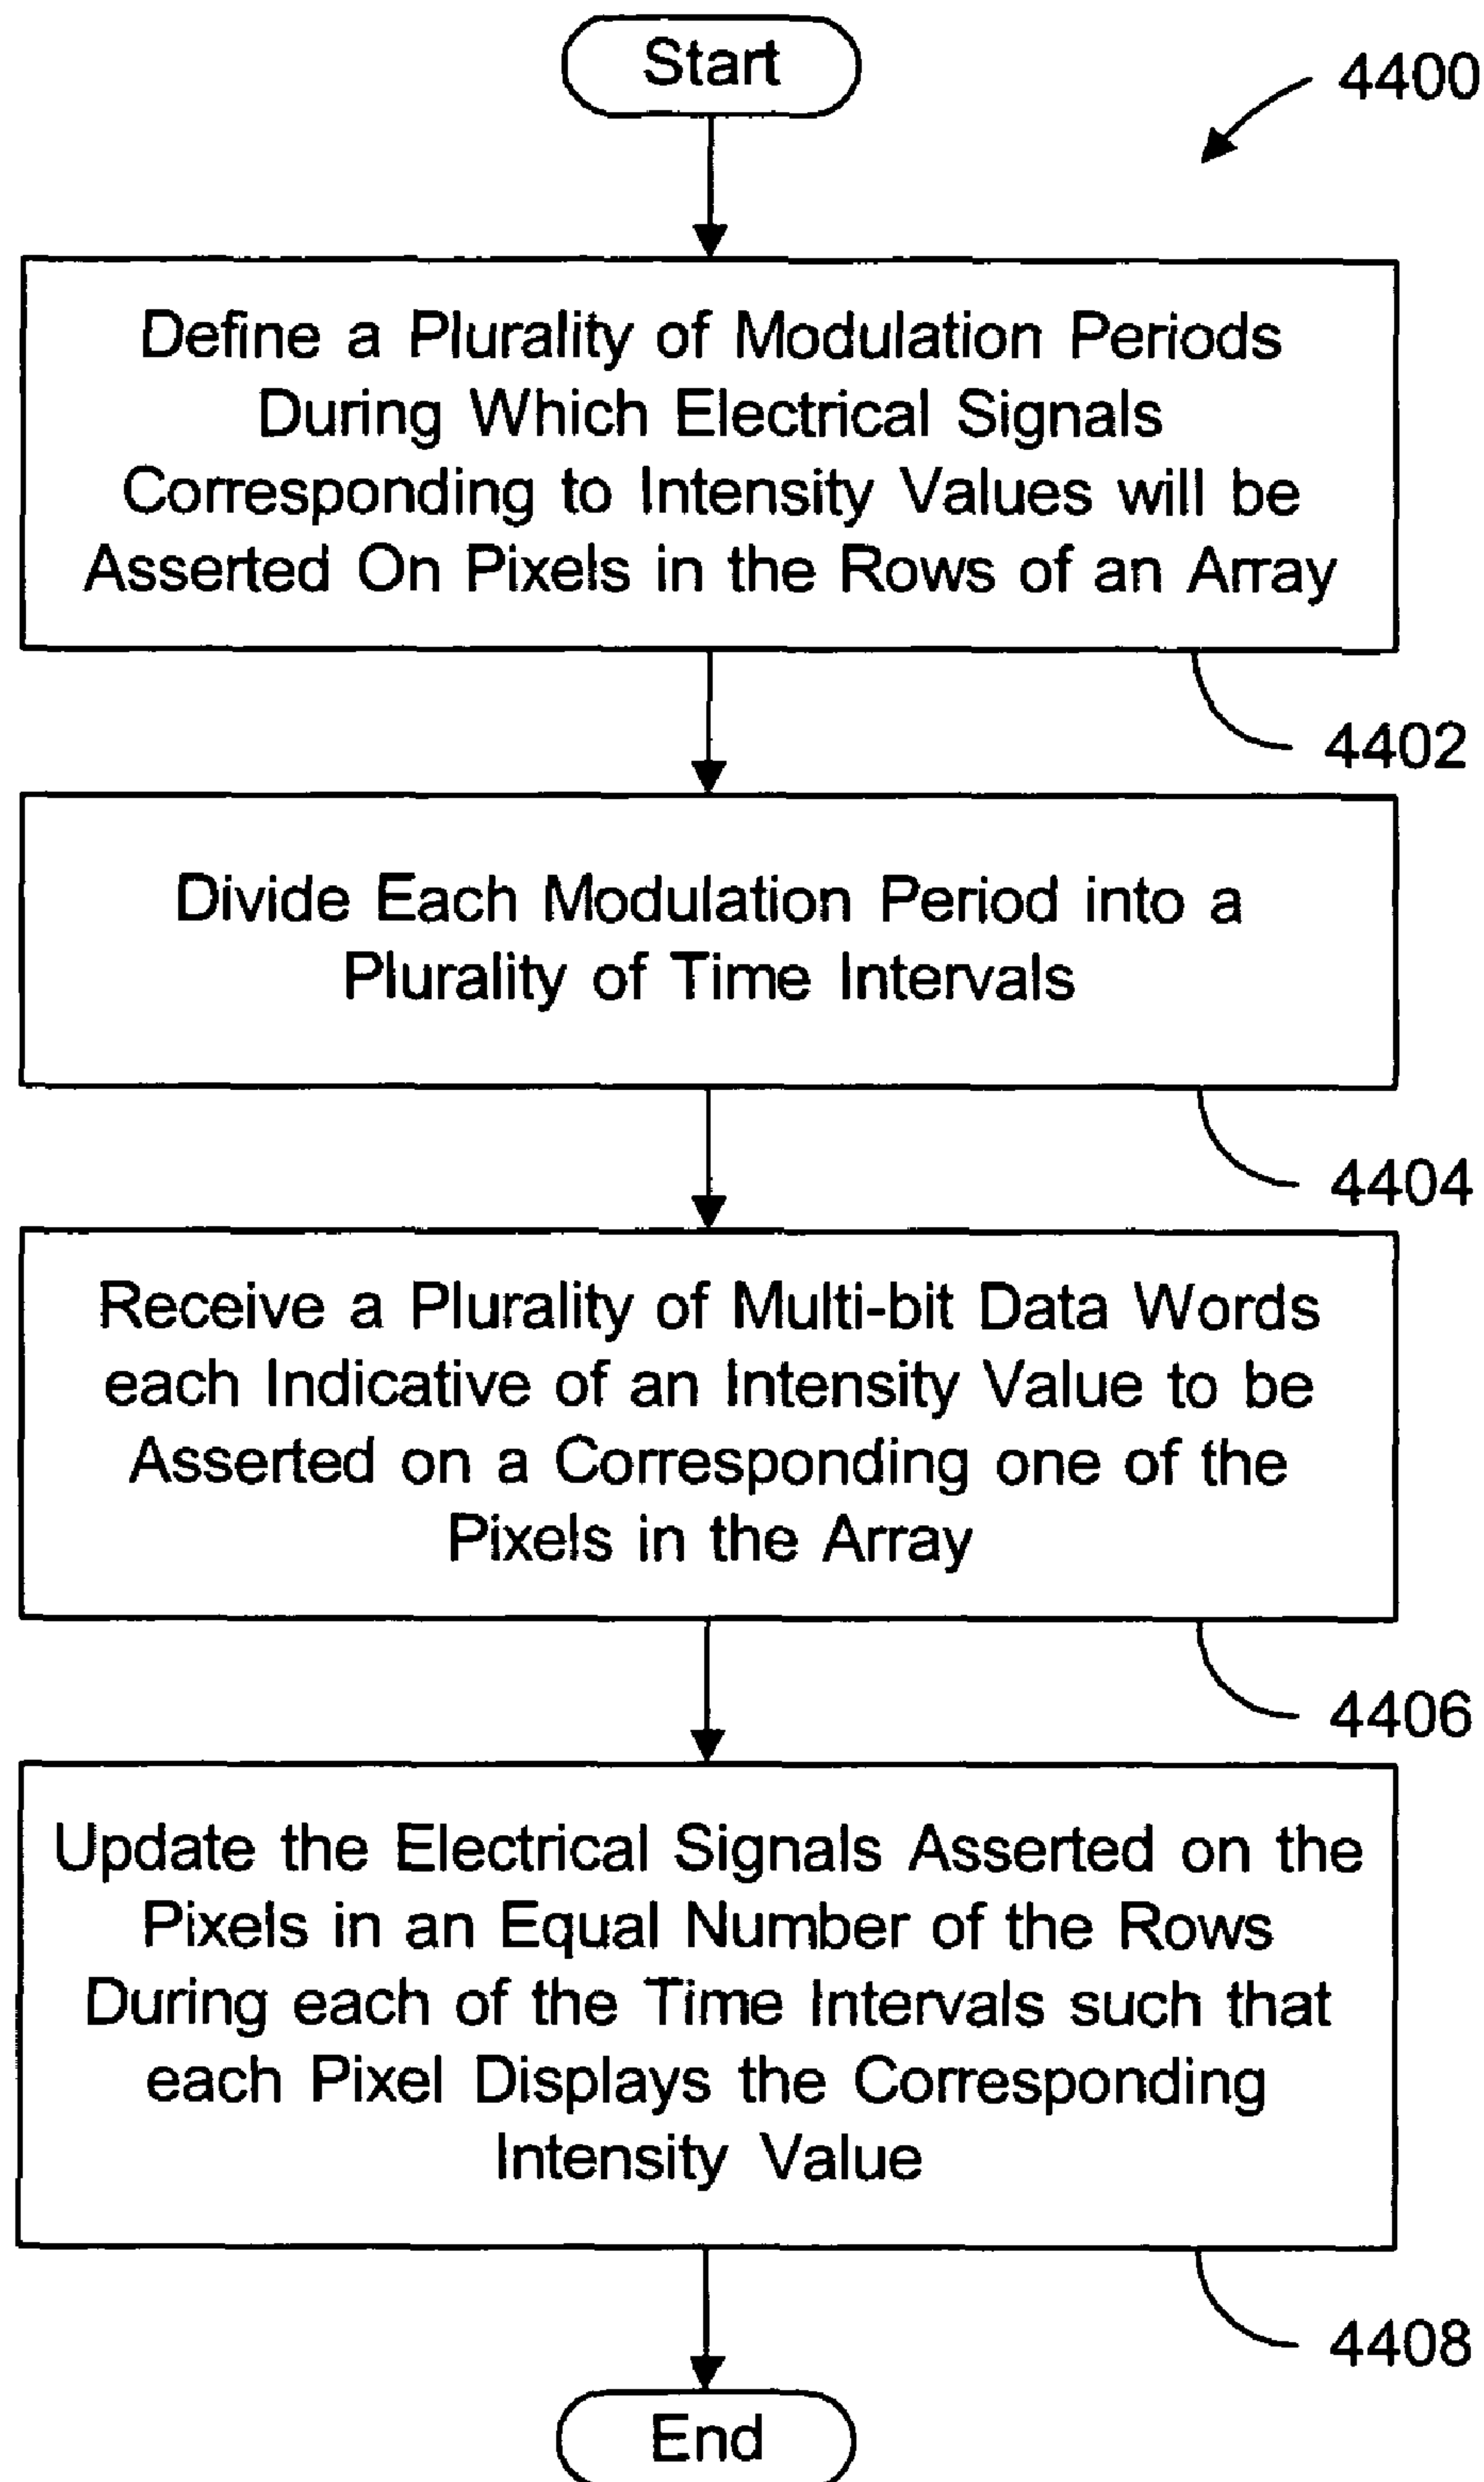 Start
4400
Define a Plurality of Modulation Periods
During Which Electrical Signals
Corresponding to Intensity Values will be
Asserted On Pixels in the Rows of an Array
4402
Divide Each Modulation Period into a
Plurality of Time Intervals
4404
Receive a Plurality of Multi-bit Data Words
each Indicative of an Intensity Value to be
Asserted on a Corresponding one of the
Pixels in the Array
4406
Update the Electrical Signals Asserted on the
Pixels in an Equal Number of the Rows
During each of the Time Intervals such that
each Pixel Displays the Corresponding
Intensity Value
4408
End